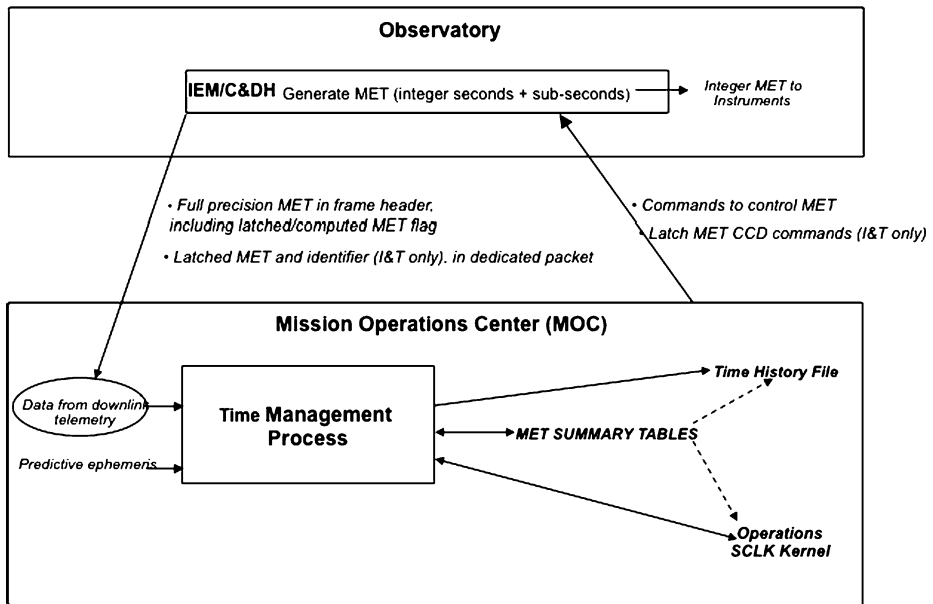 Observatory
IEM/C&DH Generate MET (integer seconds + sub-seconds)
Integer MET to
Instruments
• Full precision MET in frame header,
including latched/computed MET flag
• Latched MET and identifier (I&T only). in dedicated packet
• Commands to control MET
• Latch MET CCD commands (I&T only)
Mission Operations Center (MOC)
Data from downlink
telemetry
Predictive ephemeris
Time Management
Process
Time History File
MET SUMMARY TABLES
Operations
SCLK Kernel